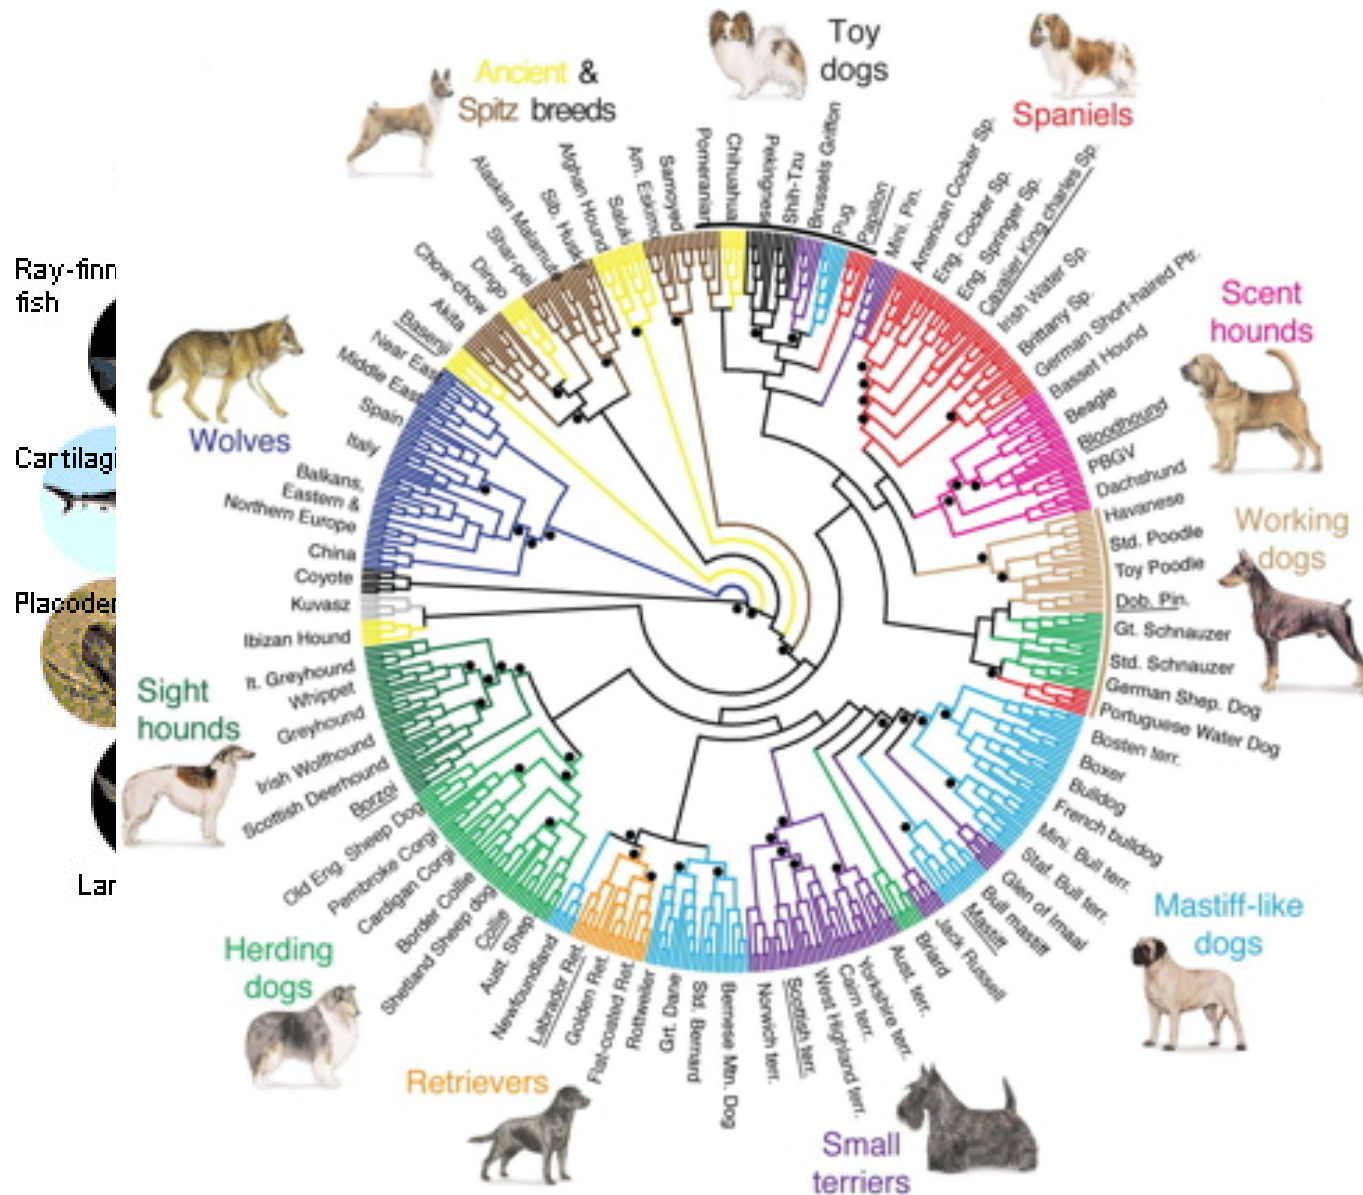 Toy
dogs
Ancient &
Spitz breeds
Spaniels
Scent
hounds
Working
dogs
Mastiff-like
dogs
Small
terriers
Retrievers
Herding
dogs
Sight
hounds
Wolves
Ray-finn
fish
Cartilagi
Placoder
Lar
Basenji
Akita
Chow-chow
Dingo
Shar-pei
Alaskan Malamute
Sib. Husky
Afghan Hound
Saluki
Am. Eskimo
Samoyed
Pomeranian
Chihuahua
Pekingnese
Shih-Tzu
Brussels Griffon
Pug
Papillon
Mini. Pin.
American Cocker Sp.
Eng. Cocker Sp.
Eng. Springer Sp.
Cavalier King charles Sp.
Irish Water Sp.
Brittany Sp.
German Short-haired Ptr.
Basset Hound
Beagle
Bloodhound
PBGV
Dachshund
Havanese
Std. Poodle
Toy Poodle
Dob. Pin.
Gt. Schnauzer
Std. Schnauzer
German Shep. Dog
Portuguese Water Dog
Bosten terr.
Boxer
Bulldog
French bulldog
Mini. Bull terr.
Staf. Bull terr.
Glen of Imaal
Bull mastiff
Mastiff
Jack Russell
Briard
Aust. terr.
Yorkshire terr.
Cairn terr.
West Highland terr.
Scottish terr.
Norwich terr.
Bernese Mtn. Dog
Std. Bernard
Grt. Dane
Rottweiler
Flat-coated Ret.
Golden Ret.
Labrador Ret.
Newfoundland
Aust. Shep
Collie
Shetland Sheep dog
Border Collie
Cardigan Corgi
Pembroke Corgi
Old Eng. Sheep Dog
Borzoi
Scottish Deerhound
Irish Wolfhound
Greyhound
Whippet
It. Greyhound
Ibizan Hound
Kuvasz
Coyote
China
Balkans,
Eastern &
Northern Europe
Italy
Spain
Middle East
Near East